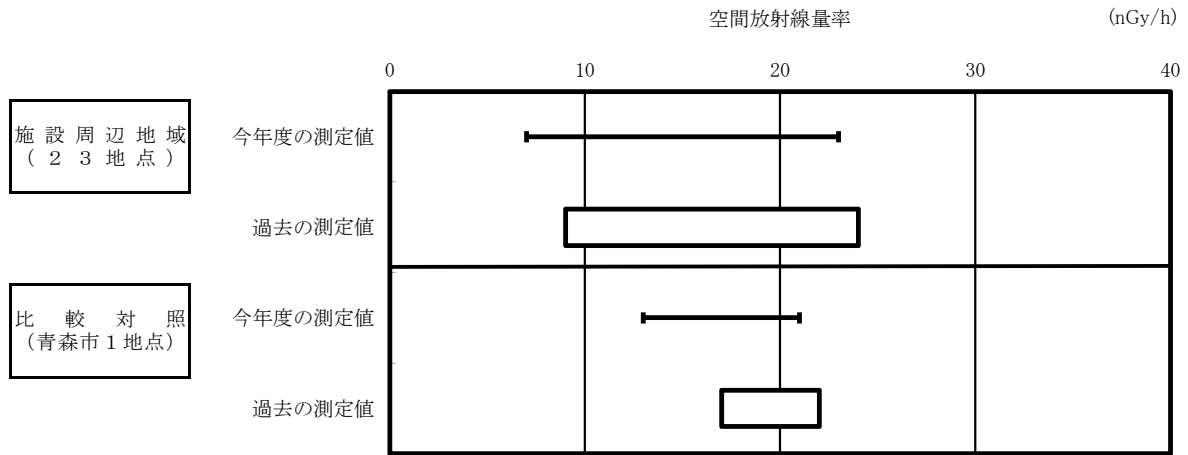 空間放射線量率 (nGy/h)
0 10 20 30 40
施設周辺地域
(２３地点)
今年度の測定値
過去の測定値
比較対照
(青森市１地点)
今年度の測定値
過去の測定値